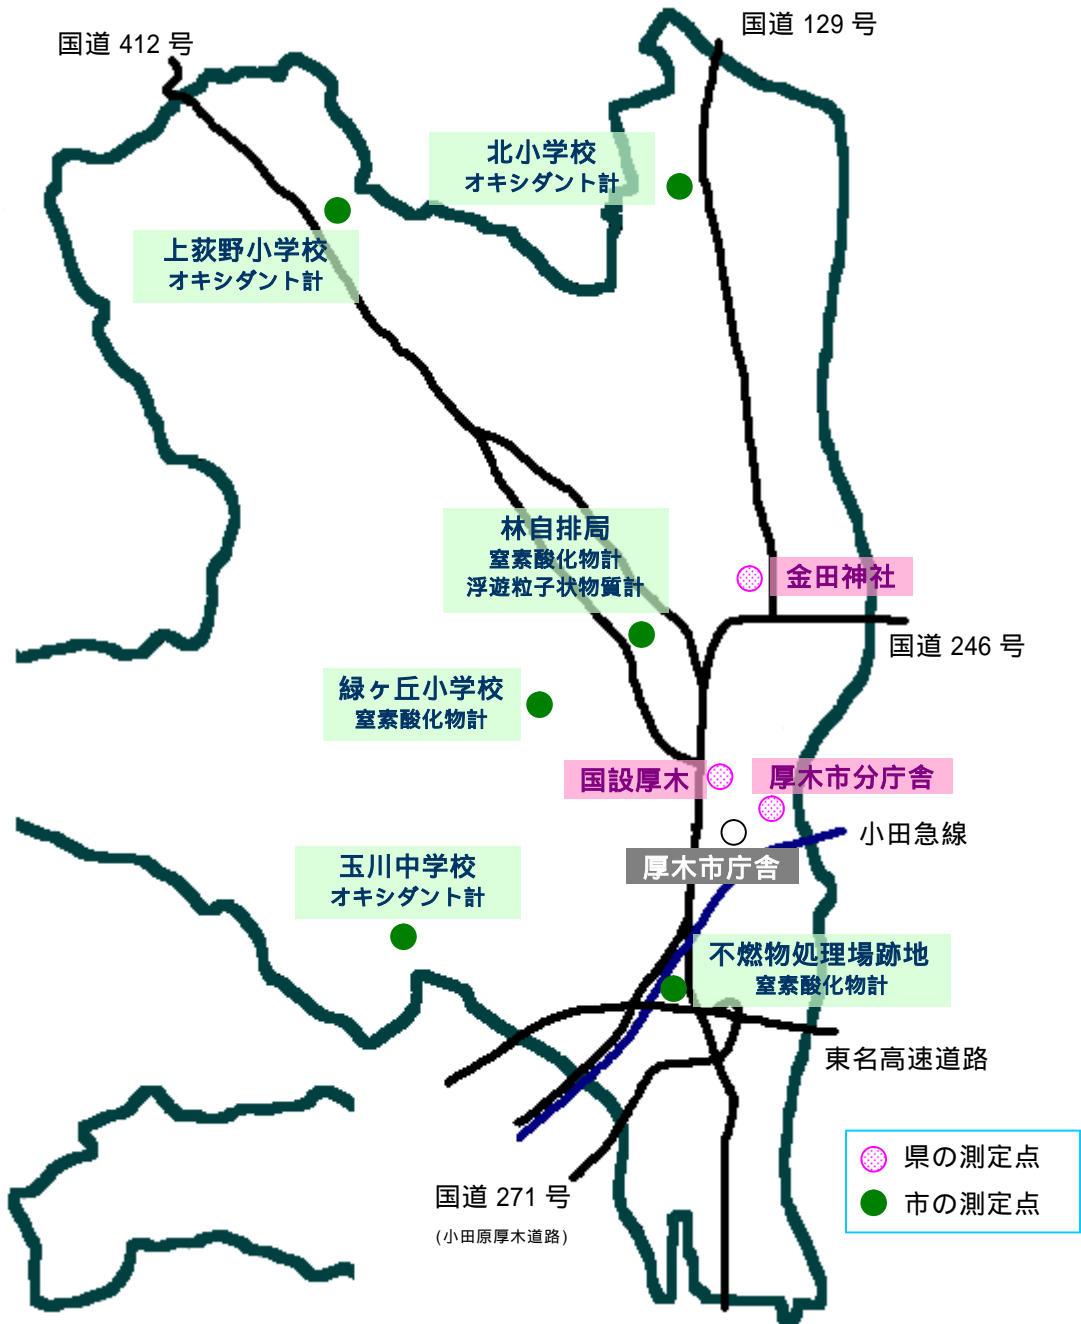 国道 412 号
国道 129 号
北小学校
オキシダント計
上荻野小学校
オキシダント計
林自排局
窒素酸化物計
浮遊粒子状物質計
金田神社
国道 246 号
緑ヶ丘小学校
窒素酸化物計
国設厚木
厚木市分庁舎
小田急線
厚木市庁舎
玉川中学校
オキシダント計
不燃物処理場跡地
窒素酸化物計
東名高速道路
国道 271 号
(小田原厚木道路)
県の測定点
市の測定点